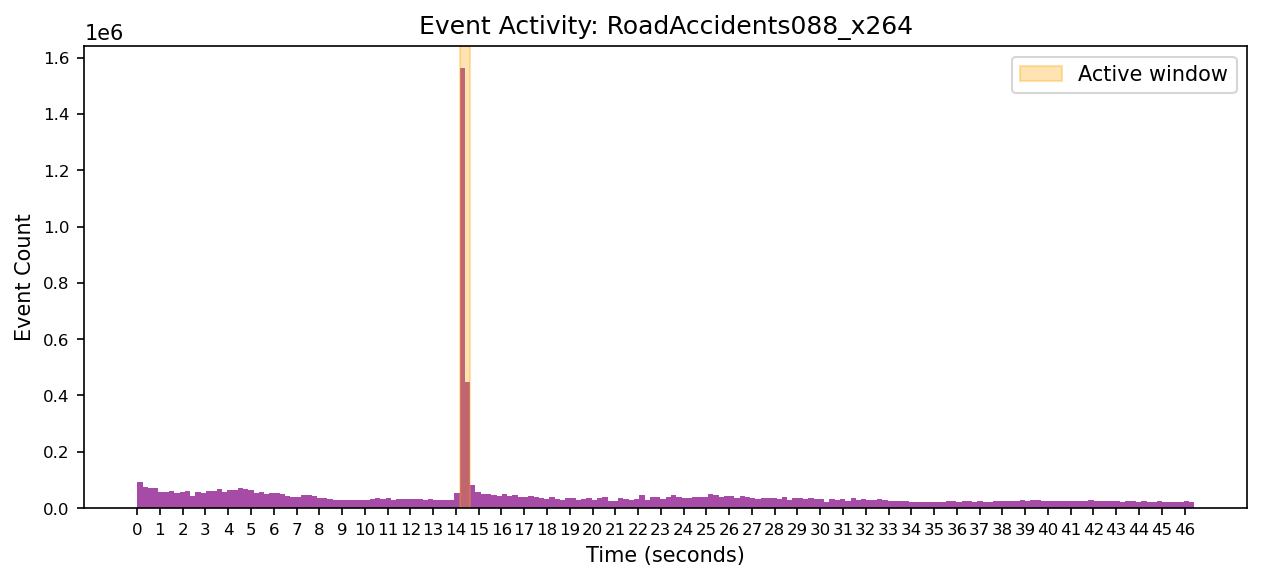 Event Activity: RoadAccidents088_x264
1e6
Active window
1.6
1.4
1.2
1.0
0.8
0.6
0.4
0.2
0.0
Event Count
0 1 2 3 4 5 6 7 8 9 10 11 12 13 14 15 16 17 18 19 20 21 22 23 24 25 26 27 28 29 30 31 32 33 34 35 36 37 38 39 40 41 42 43 44 45 46
Time (seconds)